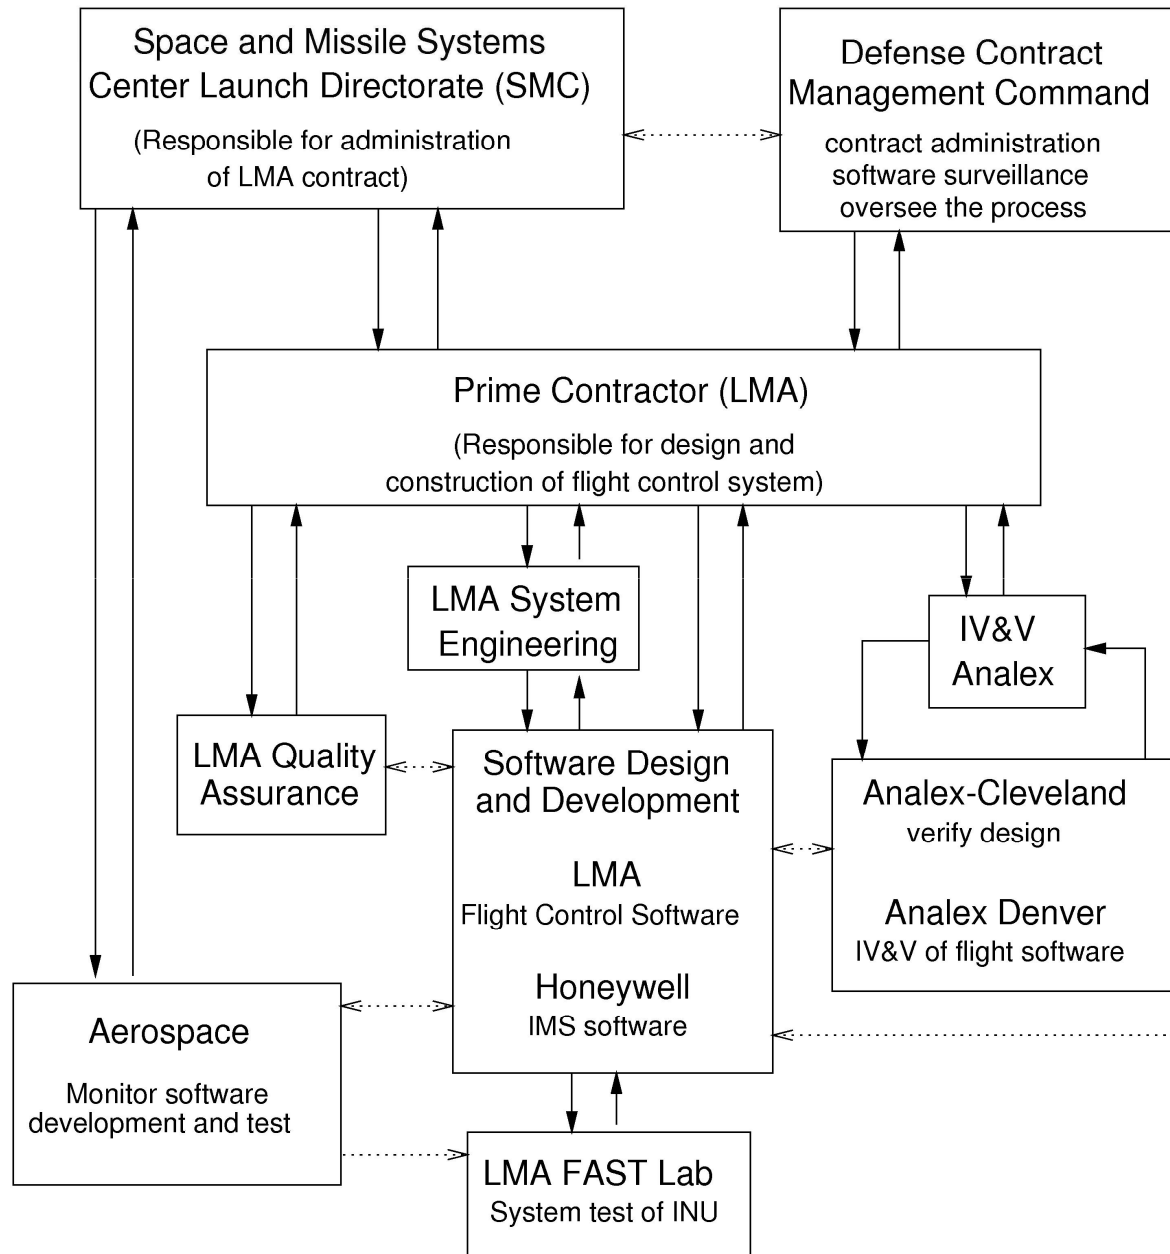 Space and Missile Systems
Center Launch Directorate (SMC)
(Responsible for administration
of LMA contract)
Defense Contract
Management Command
contract administration
software surveillance
oversee the process
Prime Contractor (LMA)
(Responsible for design and
construction of flight control system)
LMA System
Engineering
IV&V
Analex
LMA Quality
Assurance
Software Design
and Development
LMA
Flight Control Software
Honeywell
IMS software
Analex-Cleveland
verify design
Analex Denver
IV&V of flight software
Aerospace
Monitor software
development and test
LMA FAST Lab
System test of INU